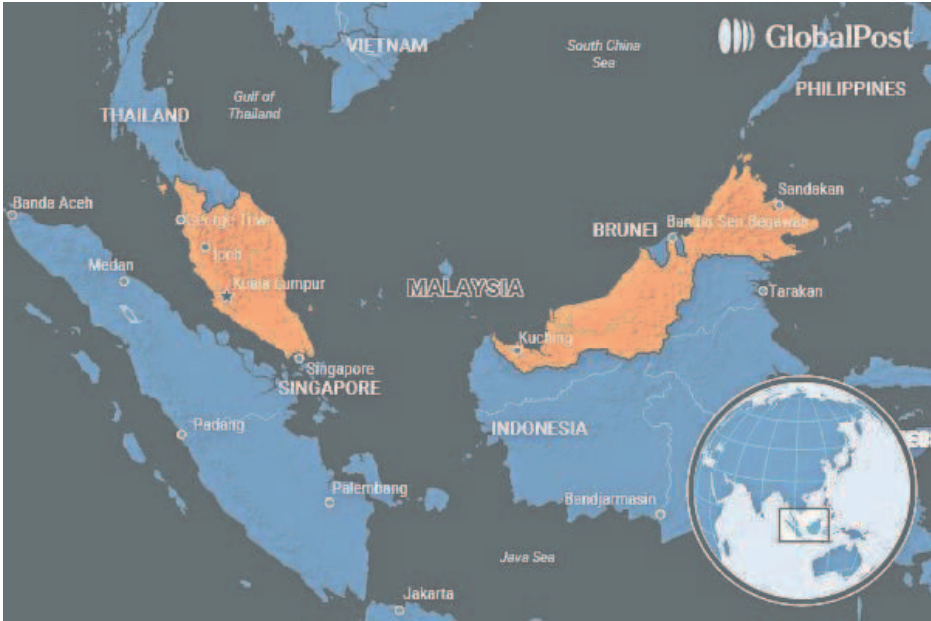 VIETNAM
South China
Sea
GlobalPost
PHILIPPINES
Gulf of
Thailand
THAILAND
Banda Aceh
George Town
Sandakan
BRUNEI
Bandar Seri Begawan
Ipoh
Medan
Kuala Lumpur
MALAYSIA
Tarakan
Kuching
Singapore
SINGAPORE
Padang
INDONESIA
Palembang
Bandjarmasin
Java Sea
Jakarta